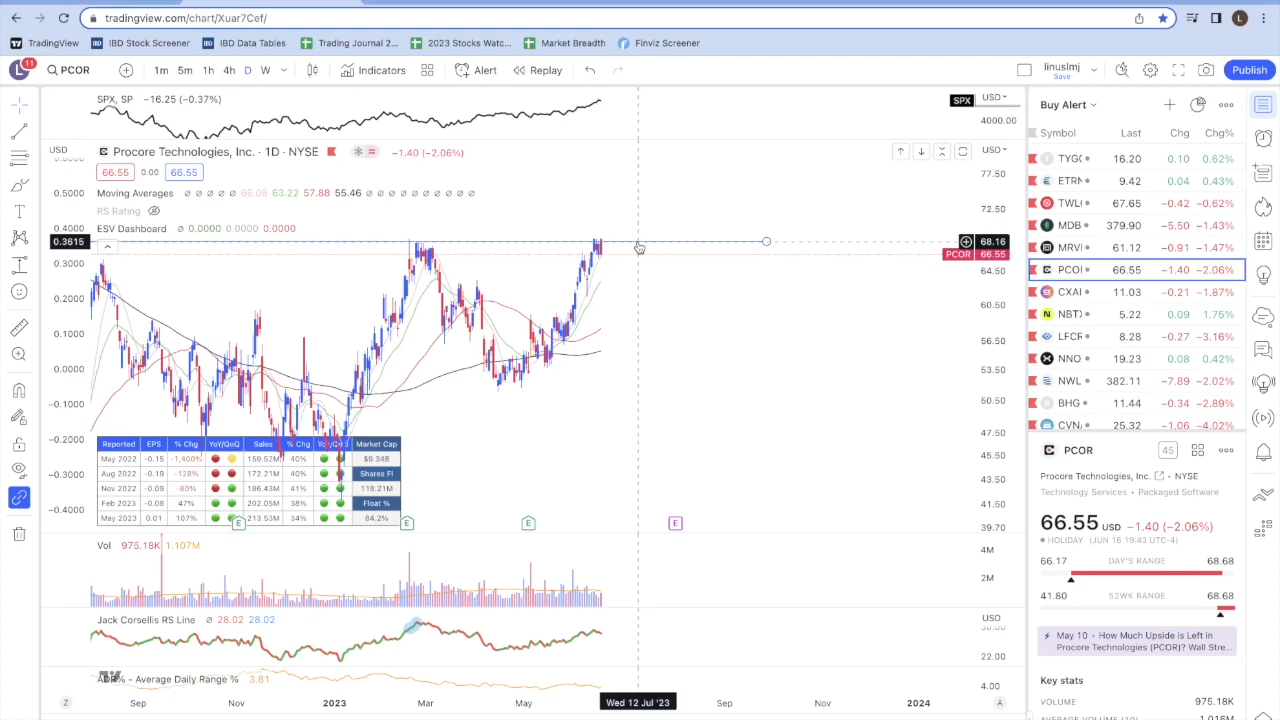 tradingview.com/chart/Xuar7Cef/
L
TradingView IBD Stock Screener IBD Data Tables Trading Journal 2... 2023 Stocks Watc... Market Breadth Finviz Screener
L 11 PCOR 1m 5m 1h 4h D W Indicators Alert Replay linuslmj Save Publish
SPX, SP −16.25 (−0.37%) SPX USD
4000.00
USD Procore Technologies, Inc. · 1D · NYSE −1.40 (−2.06%) USD
66.55 0.00 66.55 77.50
0.5000 Moving Averages ∅ ∅ ∅ ∅ ∅ 66.08 63.22 57.88 55.46 ∅ ∅ ∅ ∅ ∅ ∅ ∅ ∅ ∅ ∅ ∅
RS Rating 72.50
0.4000 ESV Dashboard ∅ 0.0000 0.0000 0.0000
0.3615 68.16
PCOR 66.55
0.3000 64.50
0.2000 60.50
0.1000 56.50
0.0000 53.50
−0.1000 50.50
−0.2000 47.50
−0.3000 45.50
43.50
−0.4000 41.50
39.70
Reported EPS % Chg YoY/QoQ Sales % Chg YoY/QoQ Market Cap
May 2022 -0.15 -1,400% 159.52M 40% $9.34B
Aug 2022 -0.19 -128% 172.21M 40% Shares Fl
Nov 2022 -0.09 -80% 186.43M 41% 118.21M
Feb 2023 -0.08 47% 202.05M 38% Float %
May 2023 0.01 107% 213.53M 34% 84.2%
E E E E
Vol 975.18K 1.107M 4M
2M
Jack Corsellis RS Line ∅ 28.02 28.02 USD
22.00
- Average Daily Range % 3.81 4.00
Z Sep Nov 2023 Mar May Wed 12 Jul '23 Sep Nov 2024 A
Buy Alert
Symbol Last Chg Chg%
TYGO 16.20 0.10 0.62%
ETRN 9.42 0.04 0.43%
TWL 67.65 −0.42 −0.62%
MDB 379.90 −5.50 −1.43%
MRV 61.12 −0.91 −1.47%
PCO 66.55 −1.40 −2.06%
CXAI 11.03 −0.21 −1.87%
NBTX 5.22 0.09 1.75%
LFCR 8.28 −0.27 −3.16%
NNO 19.23 0.08 0.42%
NWL 382.11 −7.89 −2.02%
BHG 11.44 −0.34 −2.89%
CVNA 25.32 −1.06 −4.02%
PCOR 45
Procore Technologies, Inc. · NYSE
Technology Services · Packaged Software
66.55 USD −1.40 (−2.06%)
HOLIDAY (JUN 16 19:43 UTC-4)
66.17 DAY'S RANGE 68.68
41.80 52WK RANGE 68.68
May 10 · How Much Upside is Left in
Procore Technologies (PCOR)? Wall Stre...
Key stats
VOLUME 975.18K